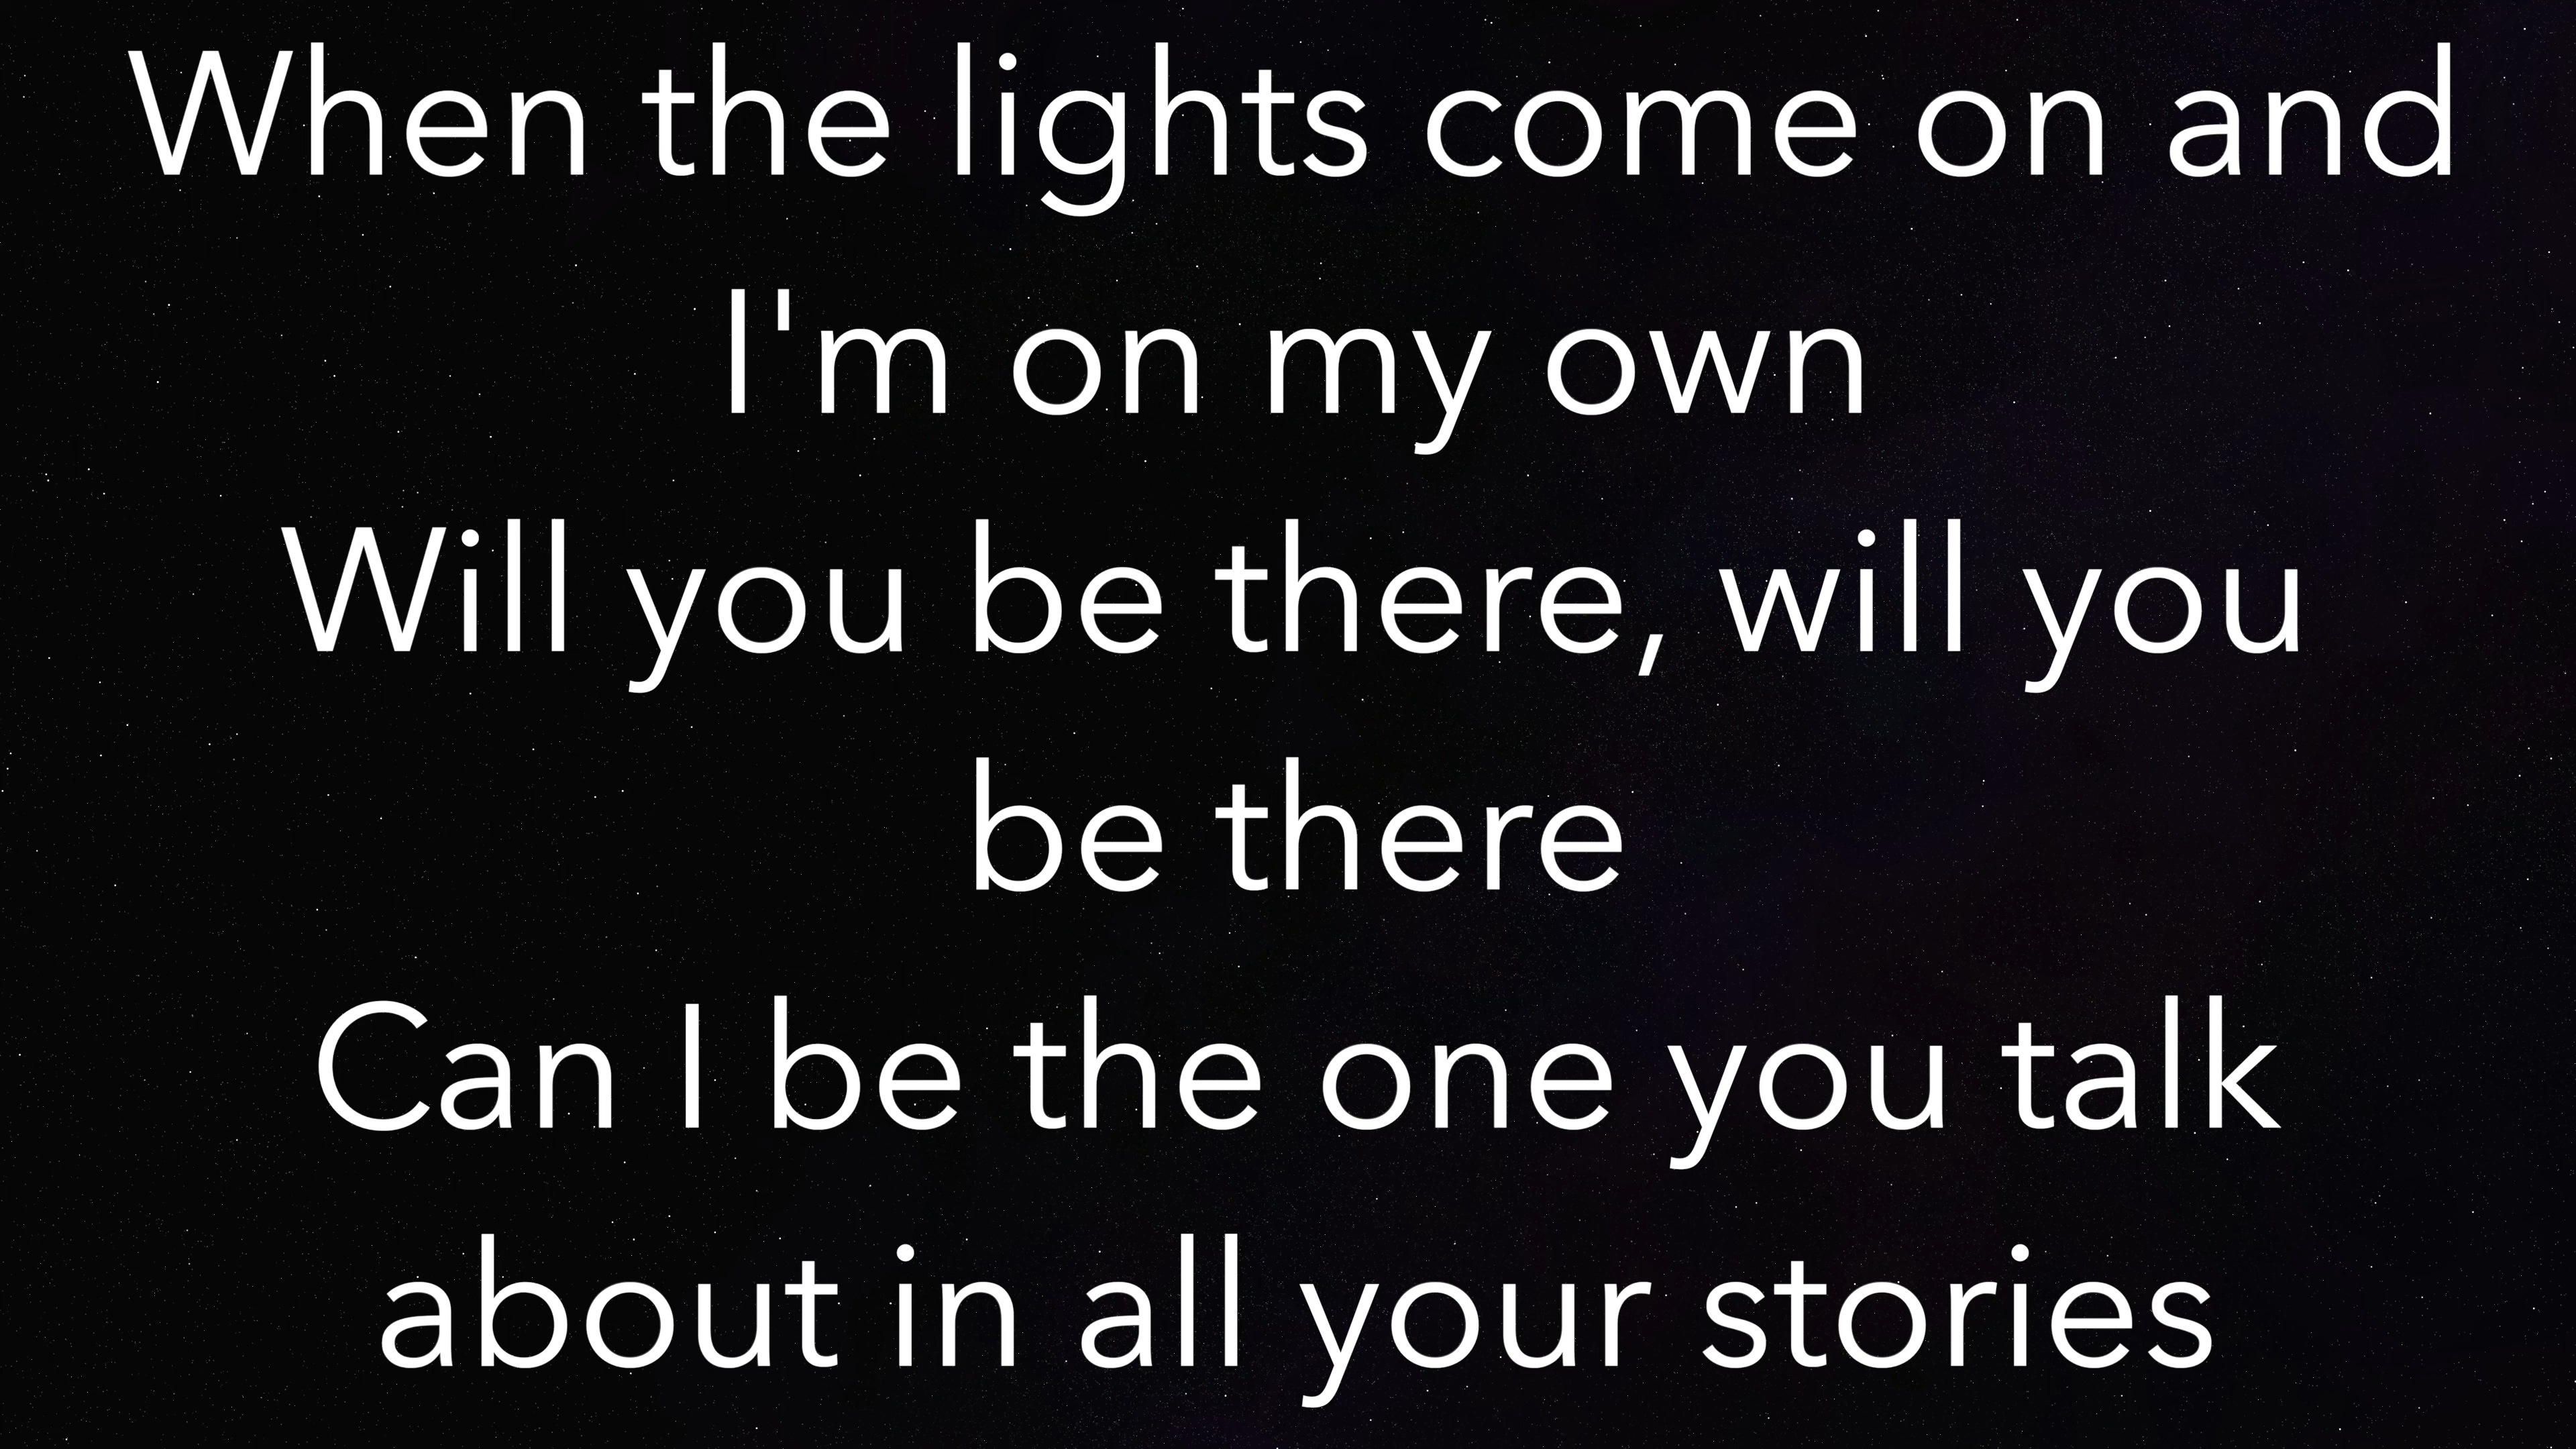 When the lights come on and
I'm on my own
Will you be there, will you
be there
Can I be the one you talk
about in all your stories